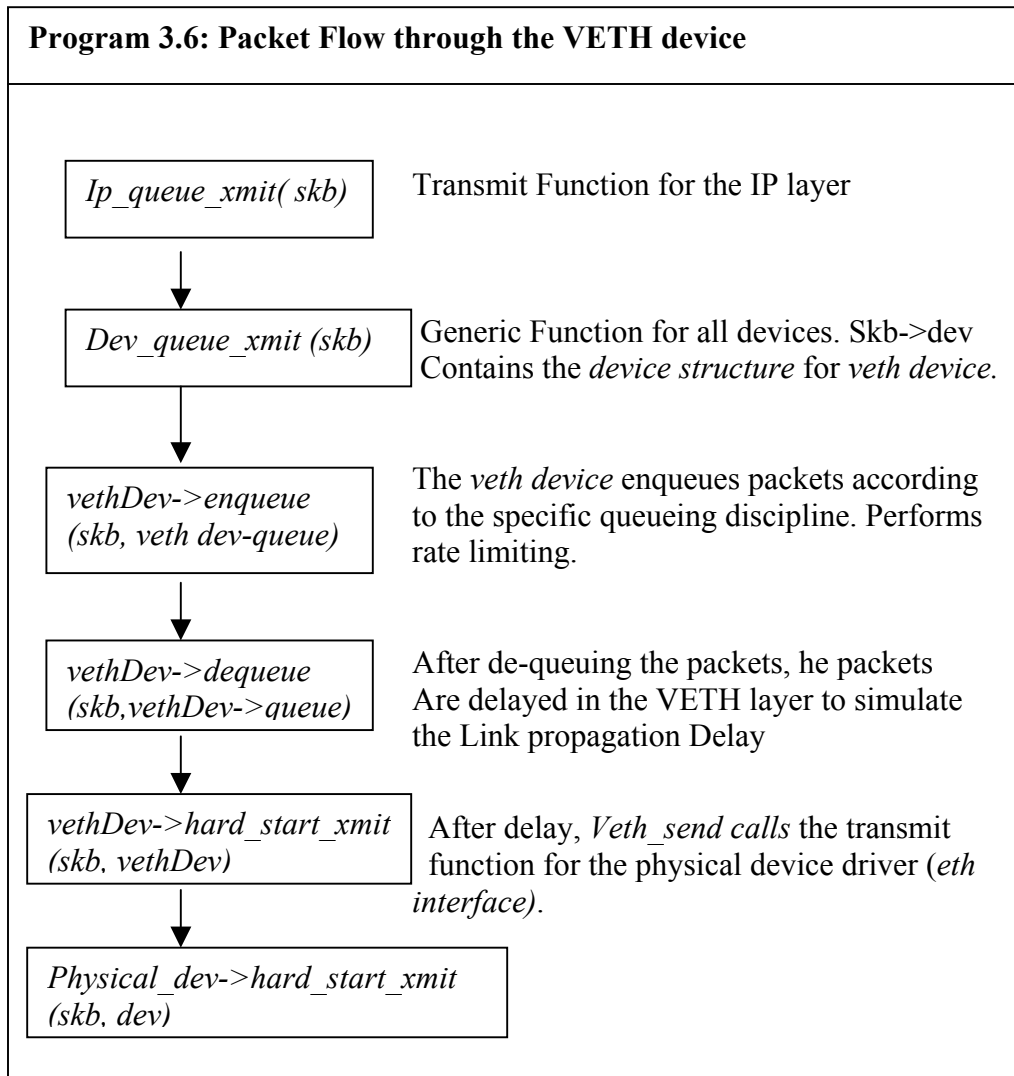 Program 3.6: Packet Flow through the VETH device
Ip_queue_xmit( skb)
Transmit Function for the IP layer
Dev_queue_xmit (skb)
Generic Function for all devices. Skb->dev
Contains the device structure for veth device.
vethDev->enqueue
(skb, veth dev-queue)
The veth device enqueues packets according
to the specific queueing discipline. Performs
rate limiting.
vethDev->dequeue
(skb,vethDev->queue)
After de-queuing the packets, he packets
Are delayed in the VETH layer to simulate
the Link propagation Delay
vethDev->hard_start_xmit
(skb, vethDev)
After delay, Veth_send calls the transmit
function for the physical device driver (eth
interface).
Physical_dev->hard_start_xmit
(skb, dev)